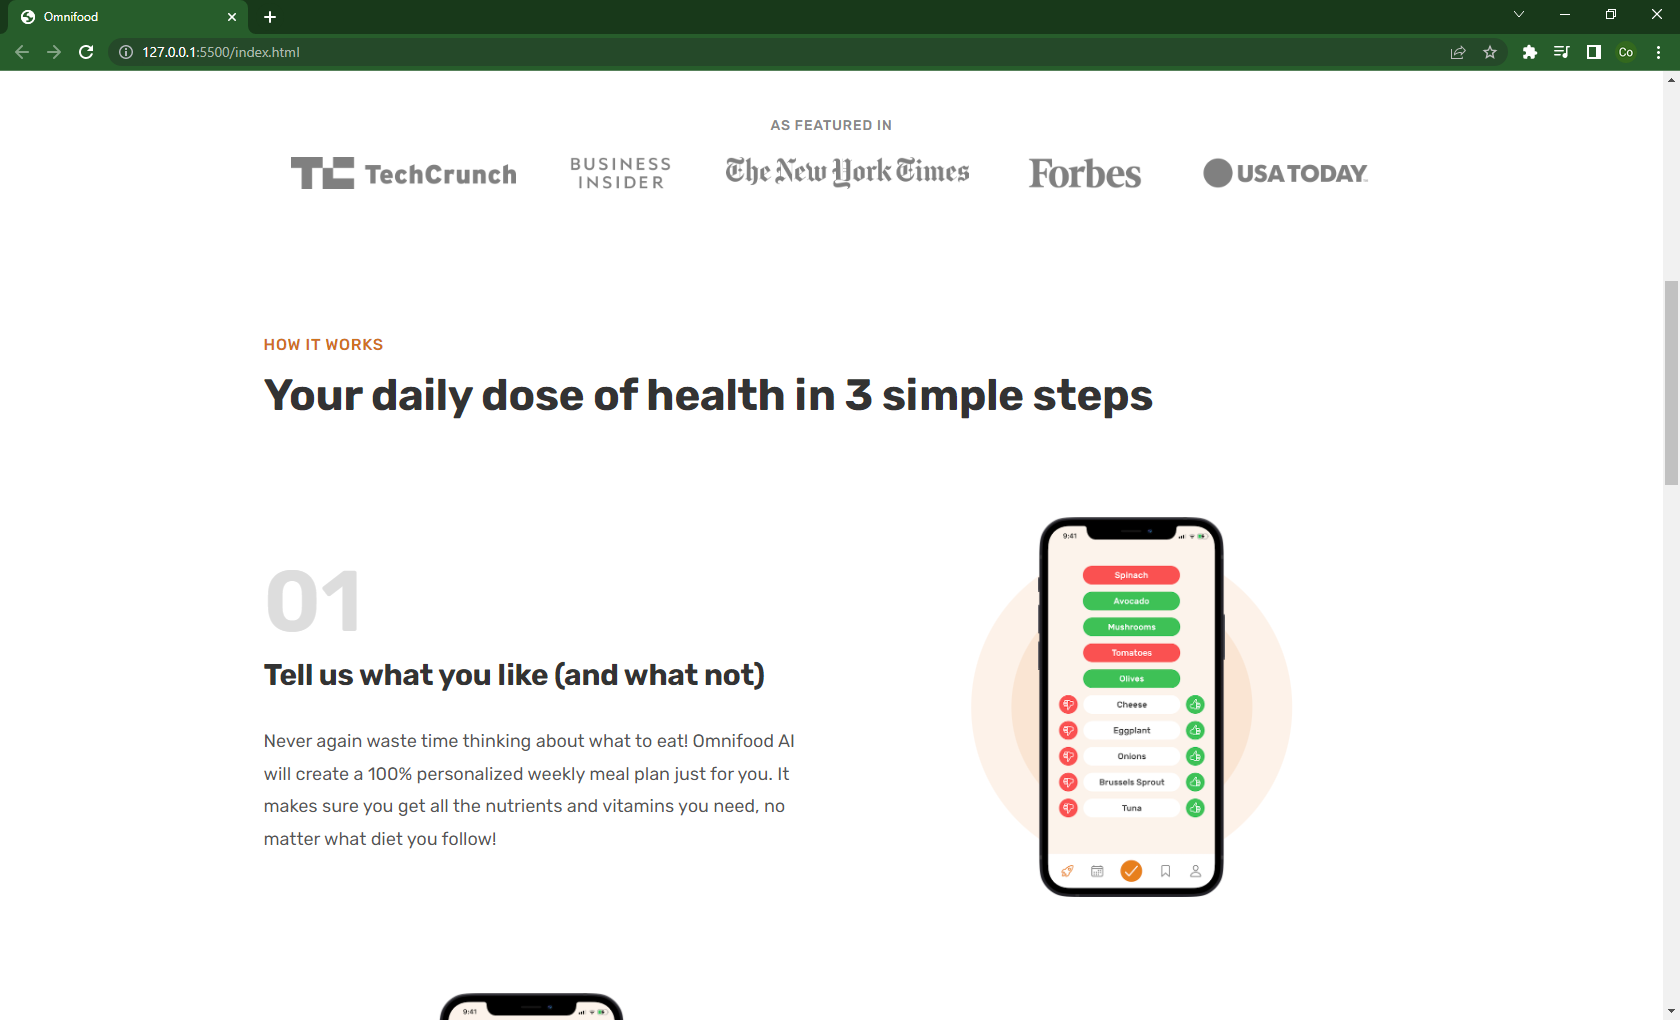 Omnifood
127.0.0.1:5500/index.html
Co
AS FEATURED IN
TC TechCrunch
BUSINESS
INSIDER
The New York Times
Forbes
USA TODAY
HOW IT WORKS
Your daily dose of health in 3 simple steps
01
Tell us what you like (and what not)
Never again waste time thinking about what to eat! Omnifood AI
will create a 100% personalized weekly meal plan just for you. It
makes sure you get all the nutrients and vitamins you need, no
matter what diet you follow!
9:41
Spinach
Avocado
Mushrooms
Tomatoes
Olives
Cheese
Eggplant
Onions
Brussels Sprout
Tuna
9:41